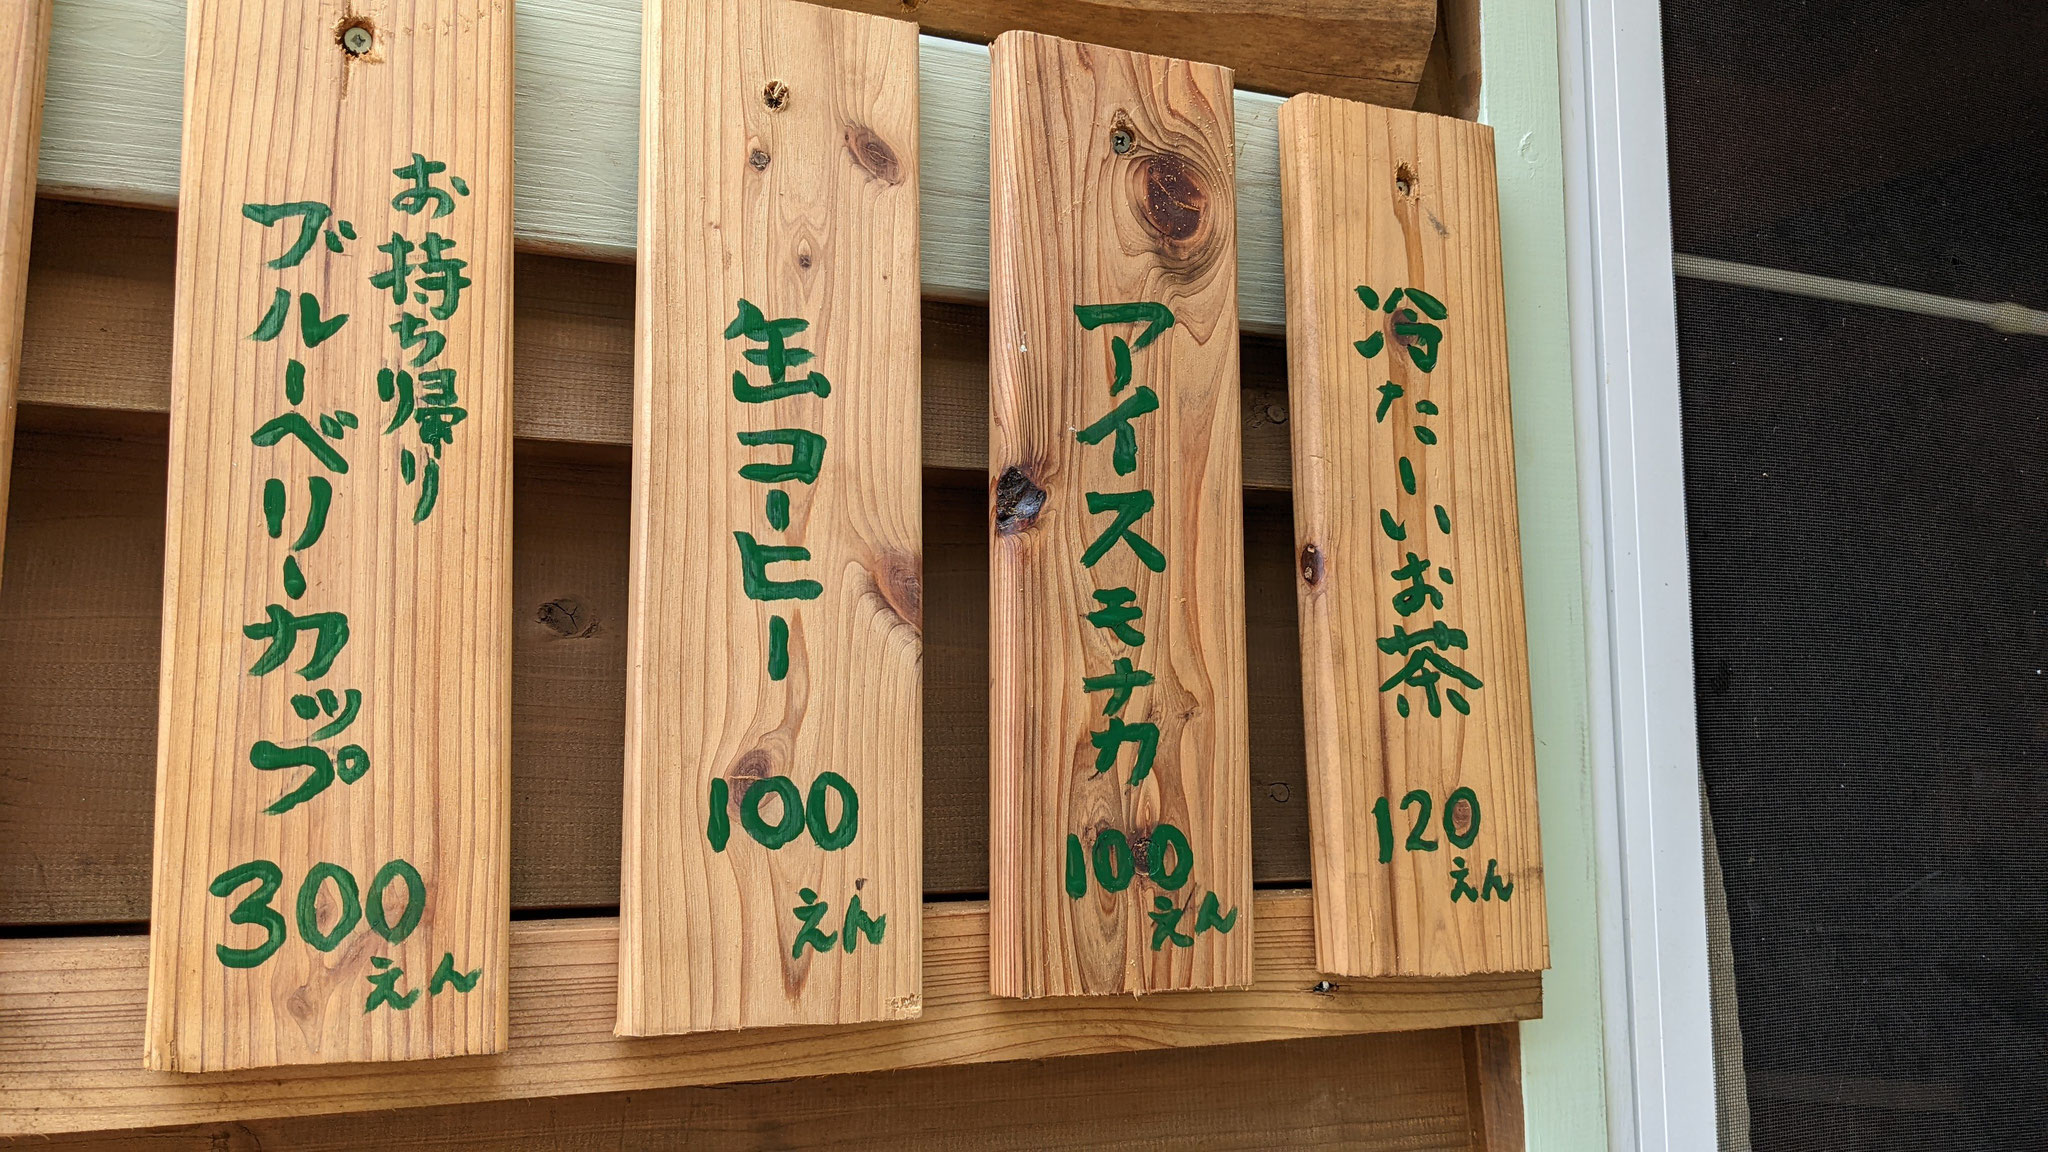 冷たーいお茶
120
えん
アイスモナカ
100
えん
缶コーヒー
100
えん
お持ち帰り
ブルーベリーカップ
300
えん